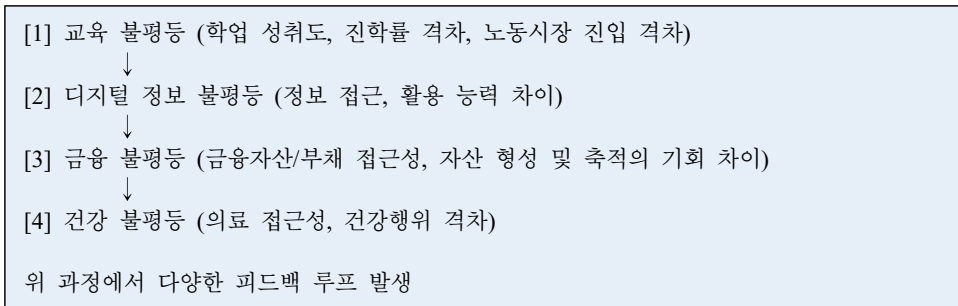 [1] 교육 불평등 (학업 성취도, 진학률 격차, 노동시장 진입 격차)
↓
[2] 디지털 정보 불평등 (정보 접근, 활용 능력 차이)
↓
[3] 금융 불평등 (금융자산/부채 접근성, 자산 형성 및 축적의 기회 차이)
↓
[4] 건강 불평등 (의료 접근성, 건강행위 격차)
위 과정에서 다양한 피드백 루프 발생